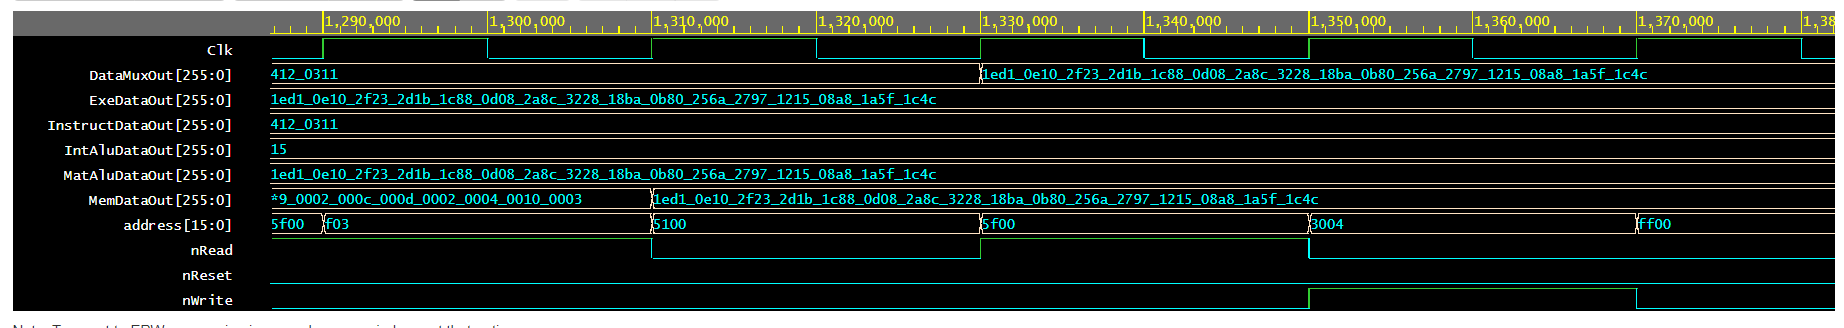 1,290,000 1,300,000 1,310,000 1,320,000 1,330,000 1,340,000 1,350,000 1,360,000 1,370,000 1,38
Clk
DataMuxOut[255:0] 412_0311 1ed1_0e10_2f23_2d1b_1c88_0d08_2a8c_3228_18ba_0b80_256a_2797_1215_08a8_1a5f_1c4c
ExeDataOut[255:0] 1ed1_0e10_2f23_2d1b_1c88_0d08_2a8c_3228_18ba_0b80_256a_2797_1215_08a8_1a5f_1c4c
InstructDataOut[255:0] 412_0311
IntAluDataOut[255:0] 15
MatAluDataOut[255:0] 1ed1_0e10_2f23_2d1b_1c88_0d08_2a8c_3228_18ba_0b80_256a_2797_1215_08a8_1a5f_1c4c
MemDataOut[255:0] *9_0002_000c_000d_0002_0004_0010_0003 1ed1_0e10_2f23_2d1b_1c88_0d08_2a8c_3228_18ba_0b80_256a_2797_1215_08a8_1a5f_1c4c
address[15:0] 5f00 f03 5100 5f00 3004 ff00
nRead
nReset
nWrite